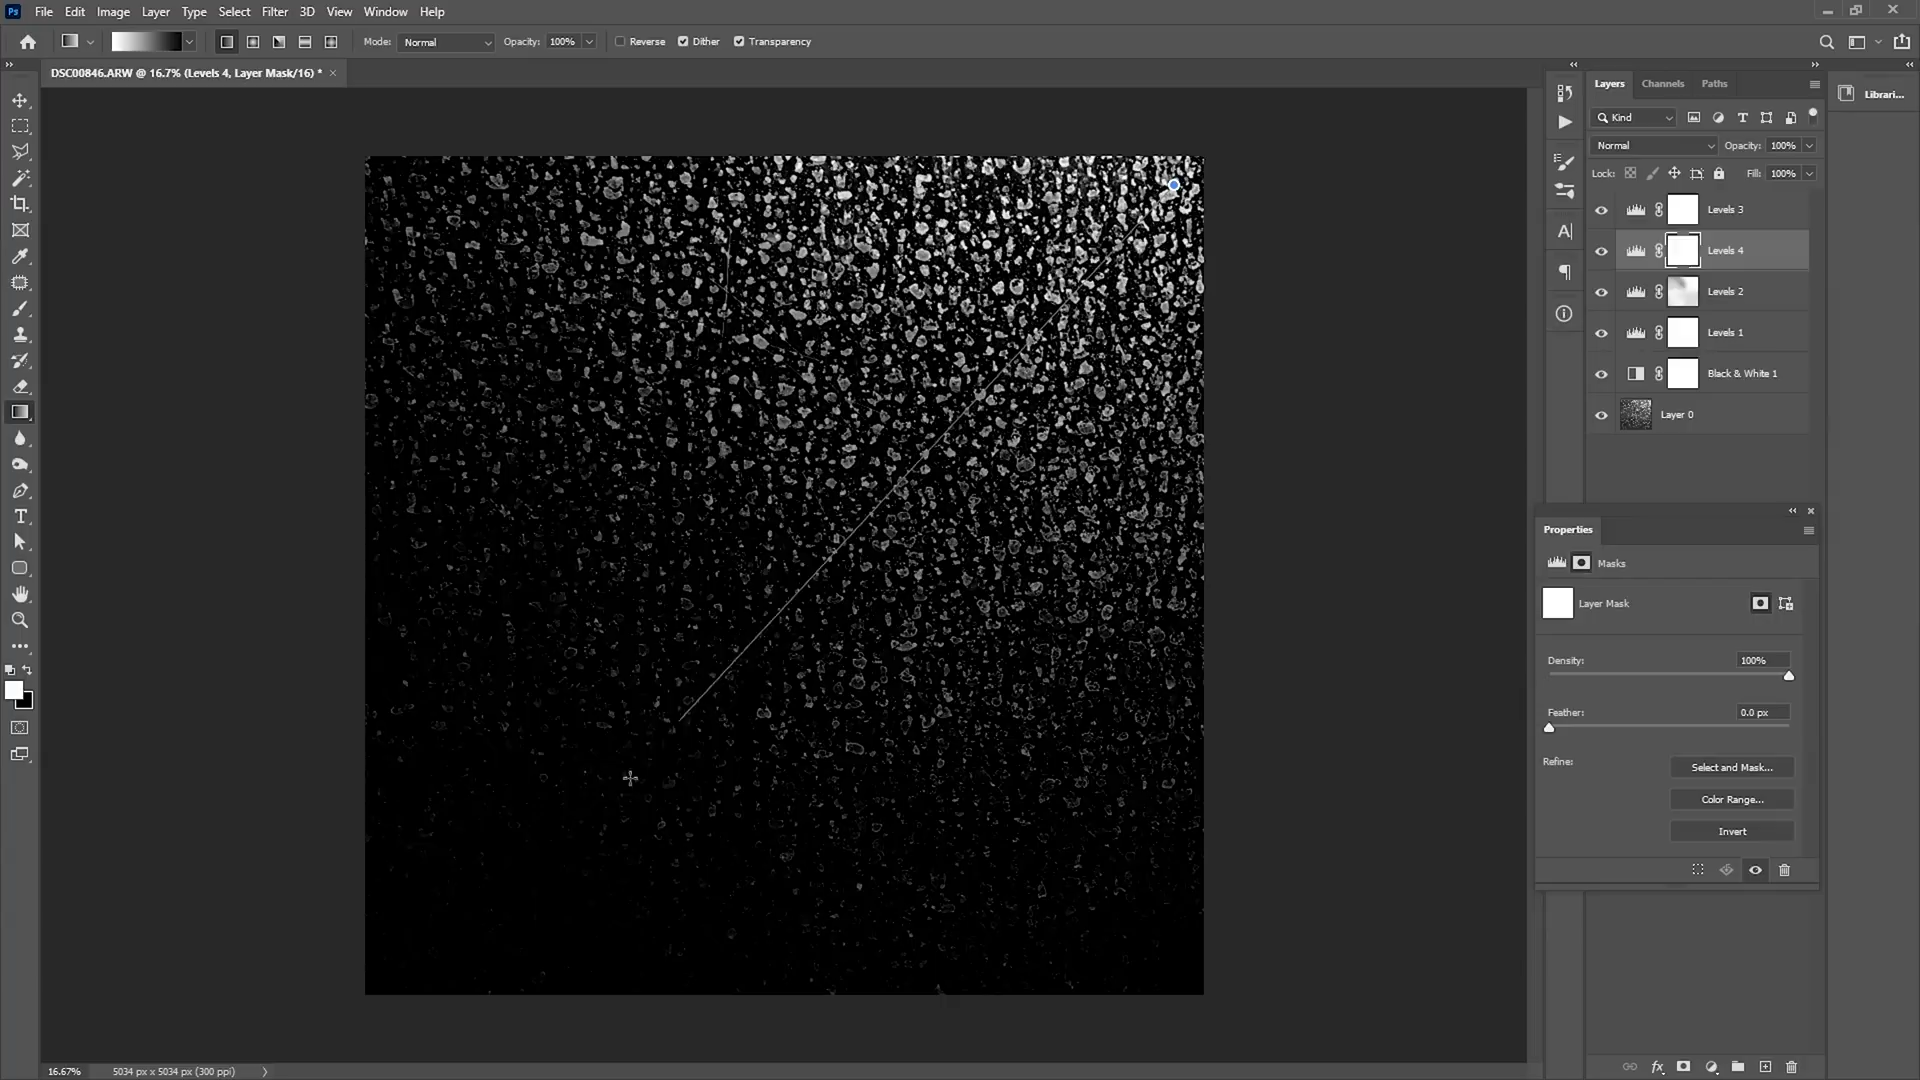 Ps File Edit Image Layer Type Select Filter 3D View Window Help
Mode: Normal Opacity: 100% Reverse Dither Transparency
DSC00846.ARW @ 16.7% (Levels 4, Layer Mask/16) * ×
Layers Channels Paths
Librari...
Kind
Normal Opacity: 100%
Lock: Fill: 100%
Levels 3
Levels 4
Levels 2
Levels 1
Black & White 1
Layer 0
Properties
Masks
Layer Mask
Density: 100%
Feather: 0.0 px
Refine: Select and Mask...
Color Range...
Invert
16.67% 5034 px x 5034 px (300 ppi)